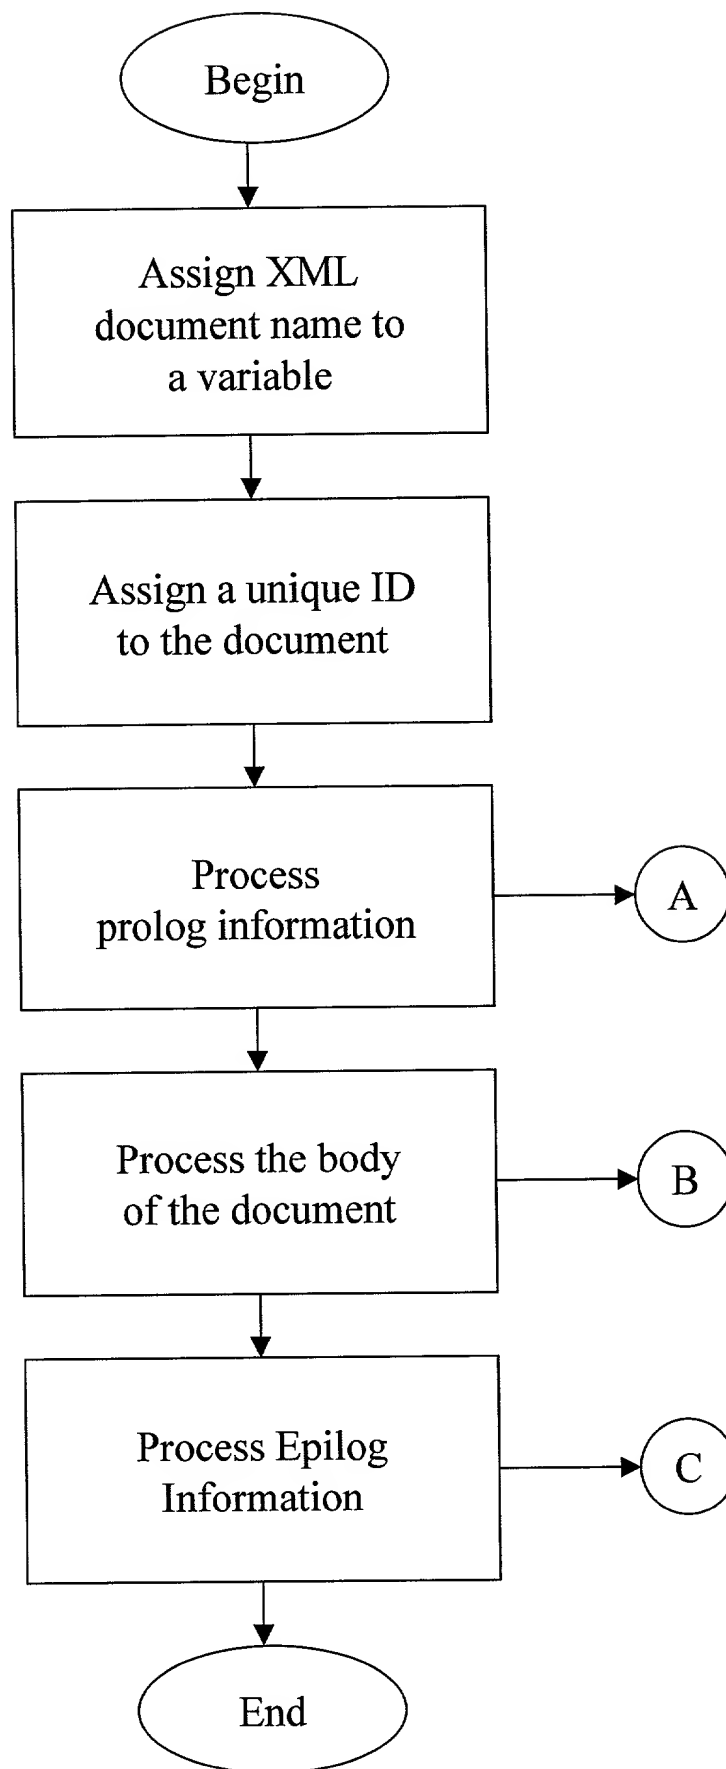 Begin
Assign XML
document name to
a variable
Assign a unique ID
to the document
Process
prolog information
A
Process the body
of the document
B
Process Epilog
Information
C
End